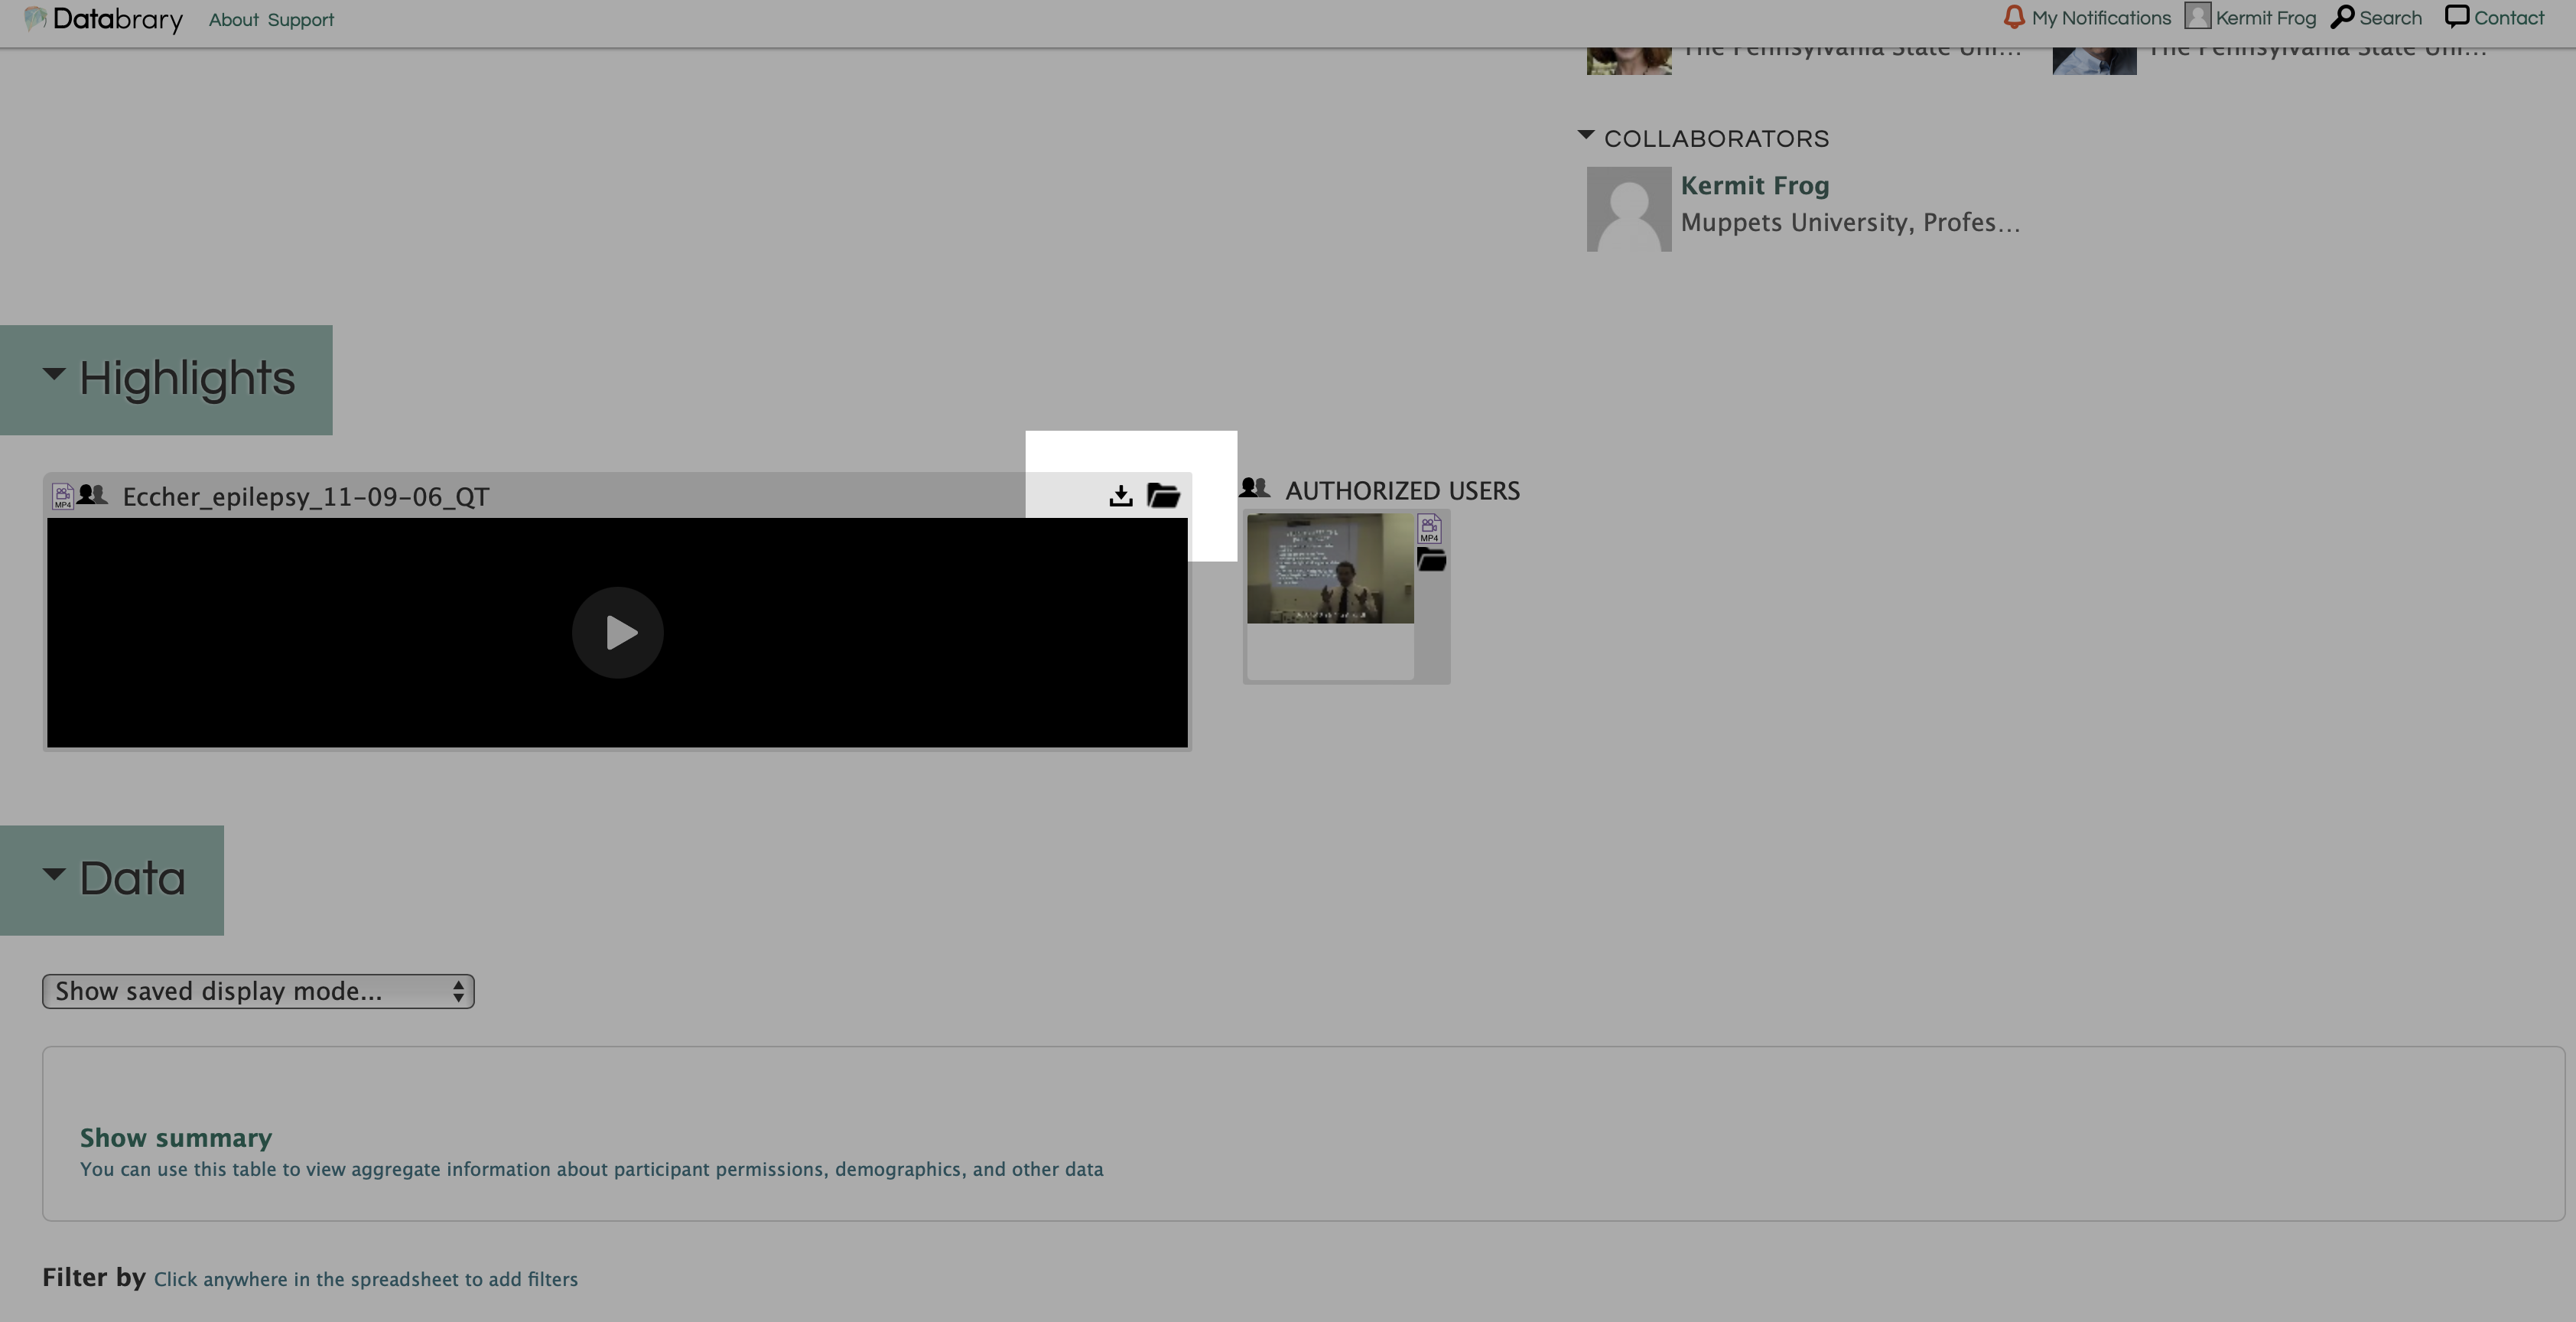 Databrary About Support My Notifications Kermit Frog Search Contact
The Pennsylvania State Uni... The Pennsylvania State Uni...
COLLABORATORS
Kermit Frog
Muppets University, Profes...
Highlights
MP4 Eccher_epilepsy_11-09-06_QT
AUTHORIZED USERS
MP4
Data
Show saved display mode...
Show summary
You can use this table to view aggregate information about participant permissions, demographics, and other data
Filter by Click anywhere in the spreadsheet to add filters